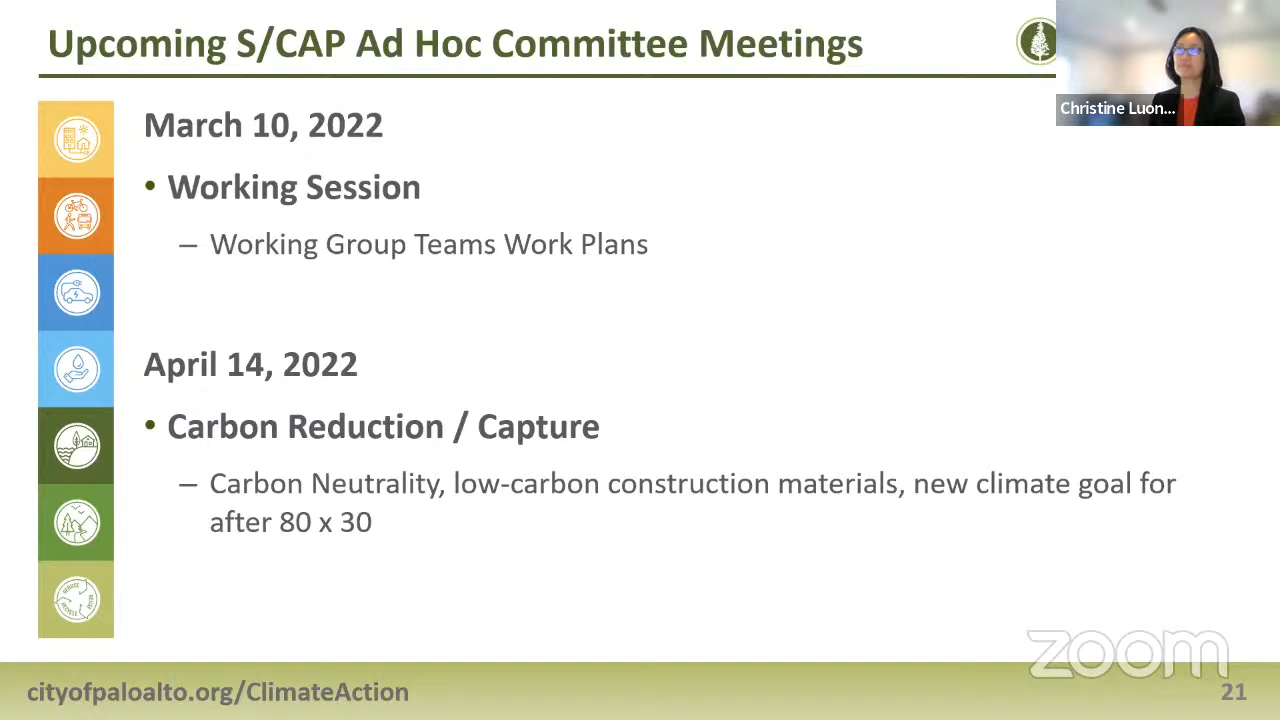 Upcoming S/CAP Ad Hoc Committee Meetings
Christine Luon...
March 10, 2022
• Working Session
– Working Group Teams Work Plans
April 14, 2022
• Carbon Reduction / Capture
– Carbon Neutrality, low-carbon construction materials, new climate goal for
after 80 x 30
zoom
cityofpaloalto.org/ClimateAction
21